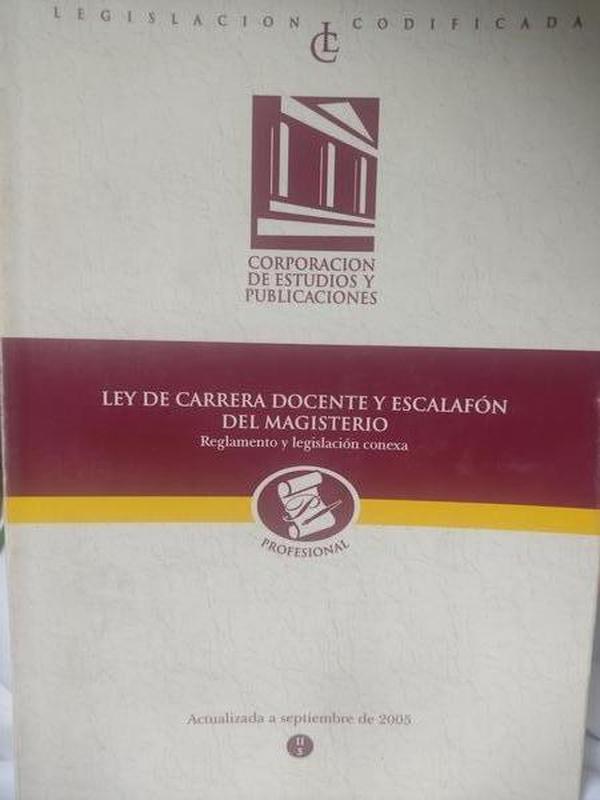 LEGISLACION LC CODIFICADA
CORPORACION
DE ESTUDIOS Y
PUBLICACIONES
LEY DE CARRERA DOCENTE Y ESCALAFÓN
DEL MAGISTERIO
Reglamento y legislación conexa
PROFESIONAL
Actualizada a septiembre de 2005
II
5